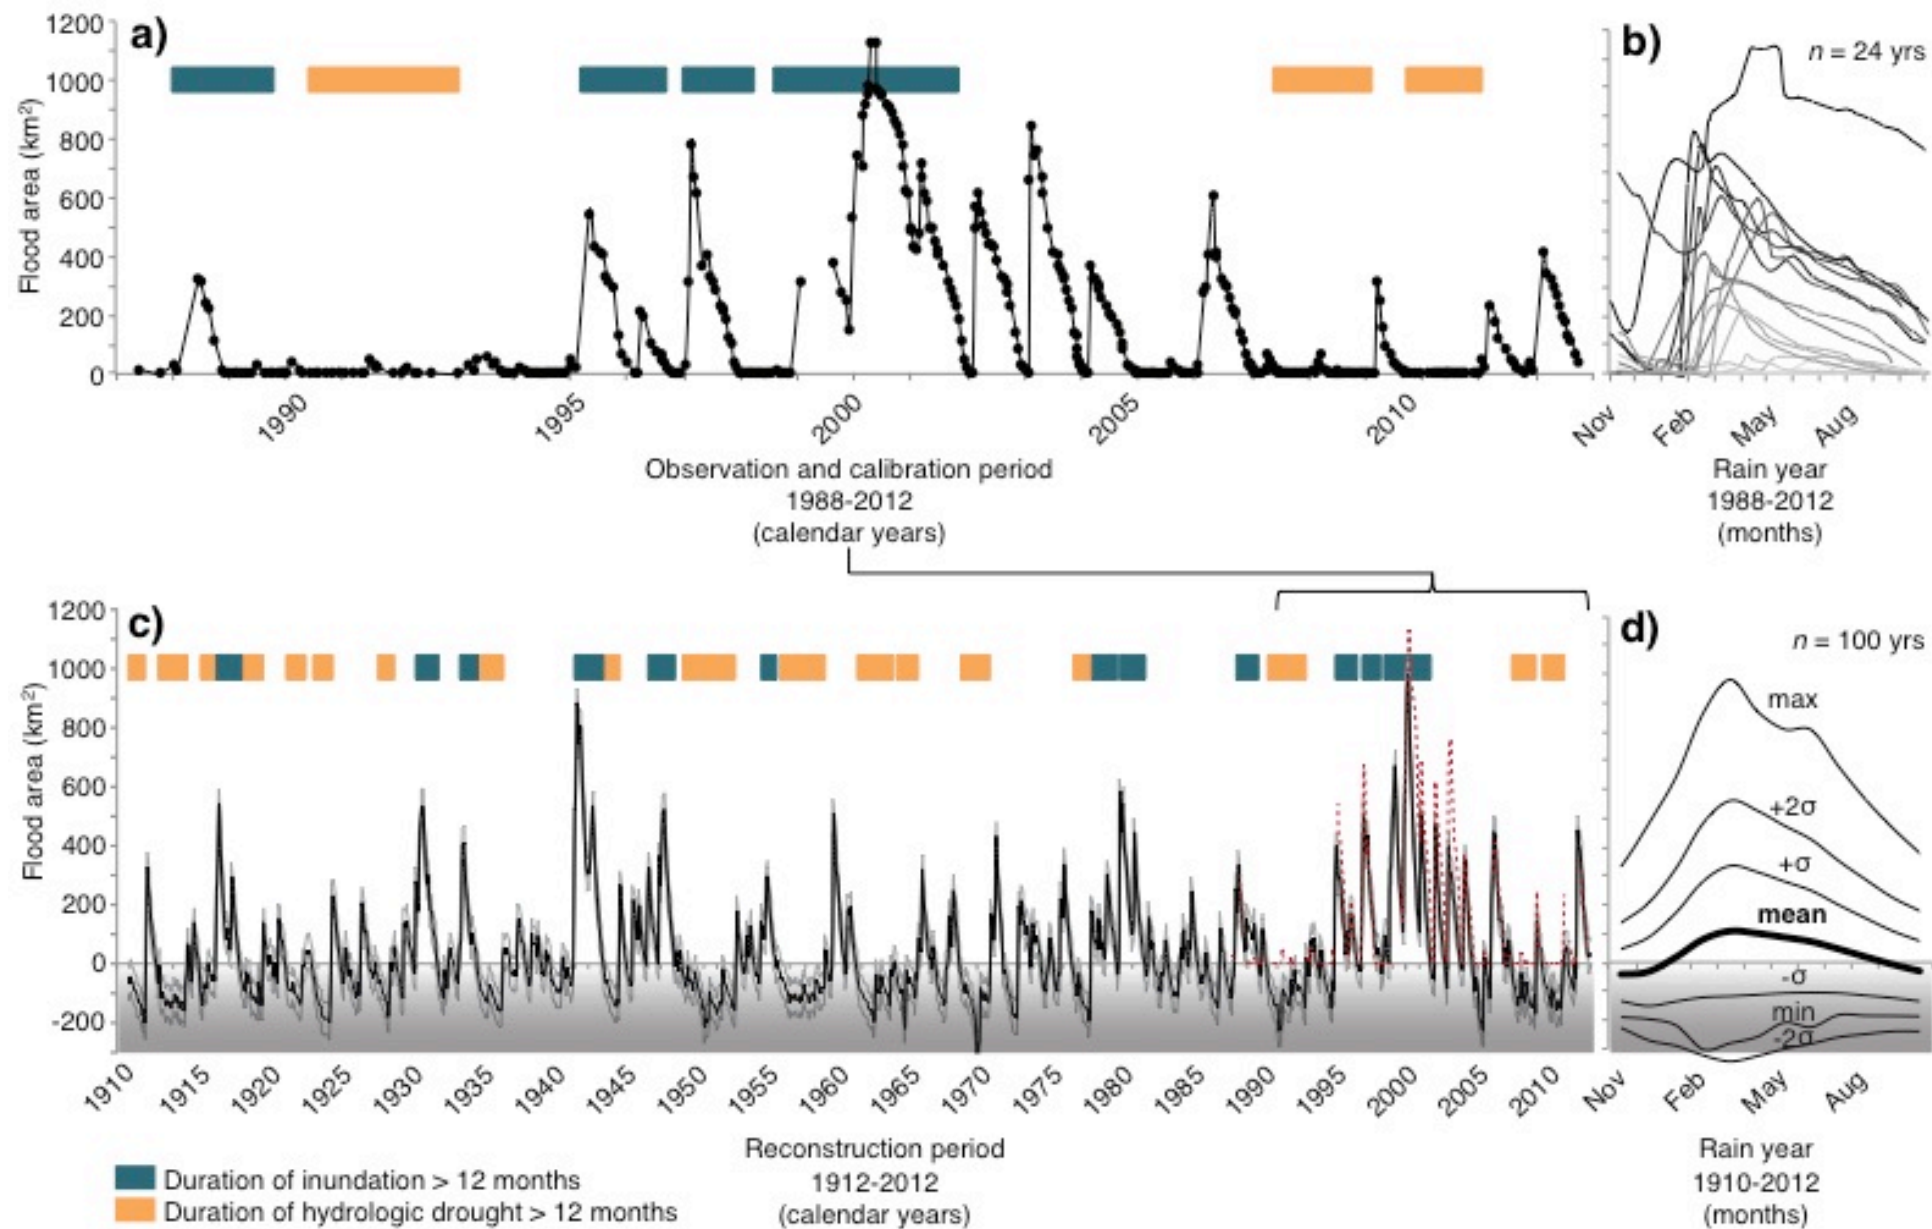 a)
1200
1000
800
600
400
200
0
Flood area (km²)
1990
1995
2000
2005
2010
Observation and calibration period
1988-2012
(calendar years)
b)
n = 24 yrs
Nov
Feb
May
Aug
Rain year
1988-2012
(months)
c)
1200
1000
800
600
400
200
0
-200
Flood area (km²)
1910
1915
1920
1925
1930
1935
1940
1945
1950
1955
1960
1965
1970
1975
1980
1985
1990
1995
2000
2005
2010
Reconstruction period
1912-2012
(calendar years)
d)
n = 100 yrs
max
+2σ
+σ
mean
-σ
min
-2σ
Nov
Feb
May
Aug
Rain year
1910-2012
(months)
Duration of inundation > 12 months
Duration of hydrologic drought > 12 months